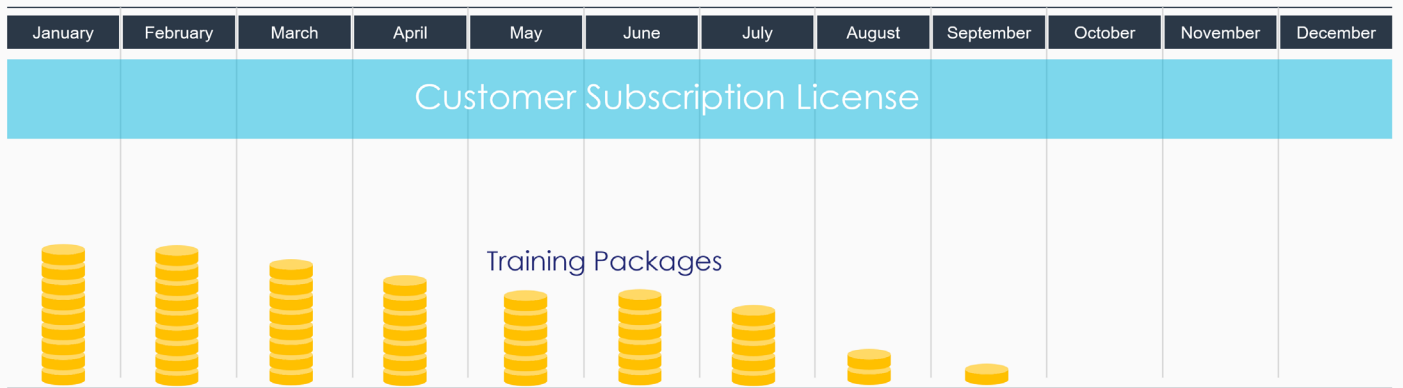 January February March April May June July August September October November December
Customer Subscription License
Training Packages